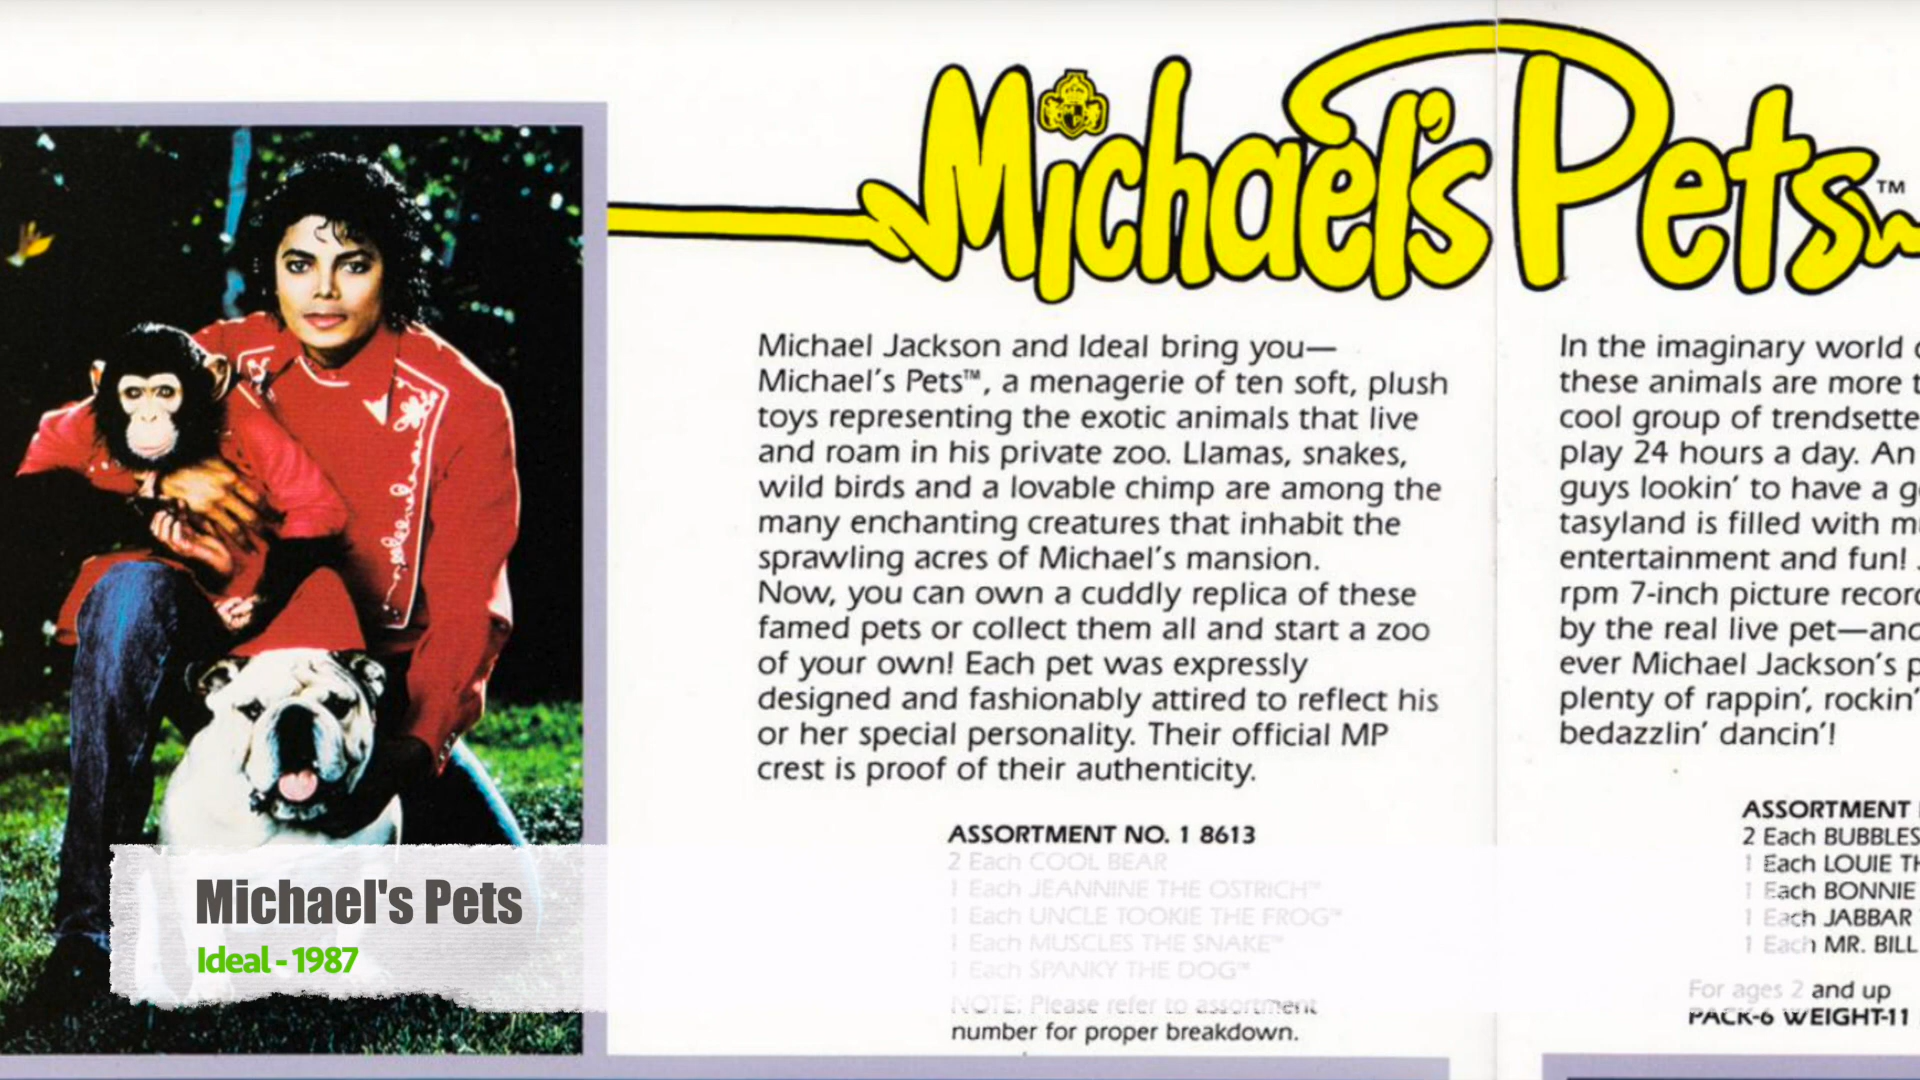 Michael's Pets™
Michael Jackson and Ideal bring you—
Michael's Pets™, a menagerie of ten soft, plush
toys representing the exotic animals that live
and roam in his private zoo. Llamas, snakes,
wild birds and a lovable chimp are among the
many enchanting creatures that inhabit the
sprawling acres of Michael's mansion.
Now, you can own a cuddly replica of these
famed pets or collect them all and start a zoo
of your own! Each pet was expressly
designed and fashionably attired to reflect his
or her special personality. Their official MP
crest is proof of their authenticity.
ASSORTMENT NO. 1 8613
2 Each COOL BEAR
1 Each JEANNINE THE OSTRICH™
1 Each UNCLE TOOKIE THE FROG™
1 Each MUSCLES THE SNAKE™
1 Each SPANKY THE DOG™
NOTE: Please refer to assortment
number for proper breakdown.
In the imaginary world
these animals are more
cool group of trendsette
play 24 hours a day. An
guys lookin' to have a
tasyland is filled with
entertainment and fun!
rpm 7-inch picture record
by the real live pet—and
ever Michael Jackson's
plenty of rappin', rockin'
bedazzlin' dancin'!
ASSORTMENT
2 Each BUBBLES
1 Each LOUIE
1 Each BONNIE
1 Each JABBAR
1 Each MR. BILL
For ages 2 and up
PACK-6 WEIGHT-11
Michael's Pets
Ideal - 1987